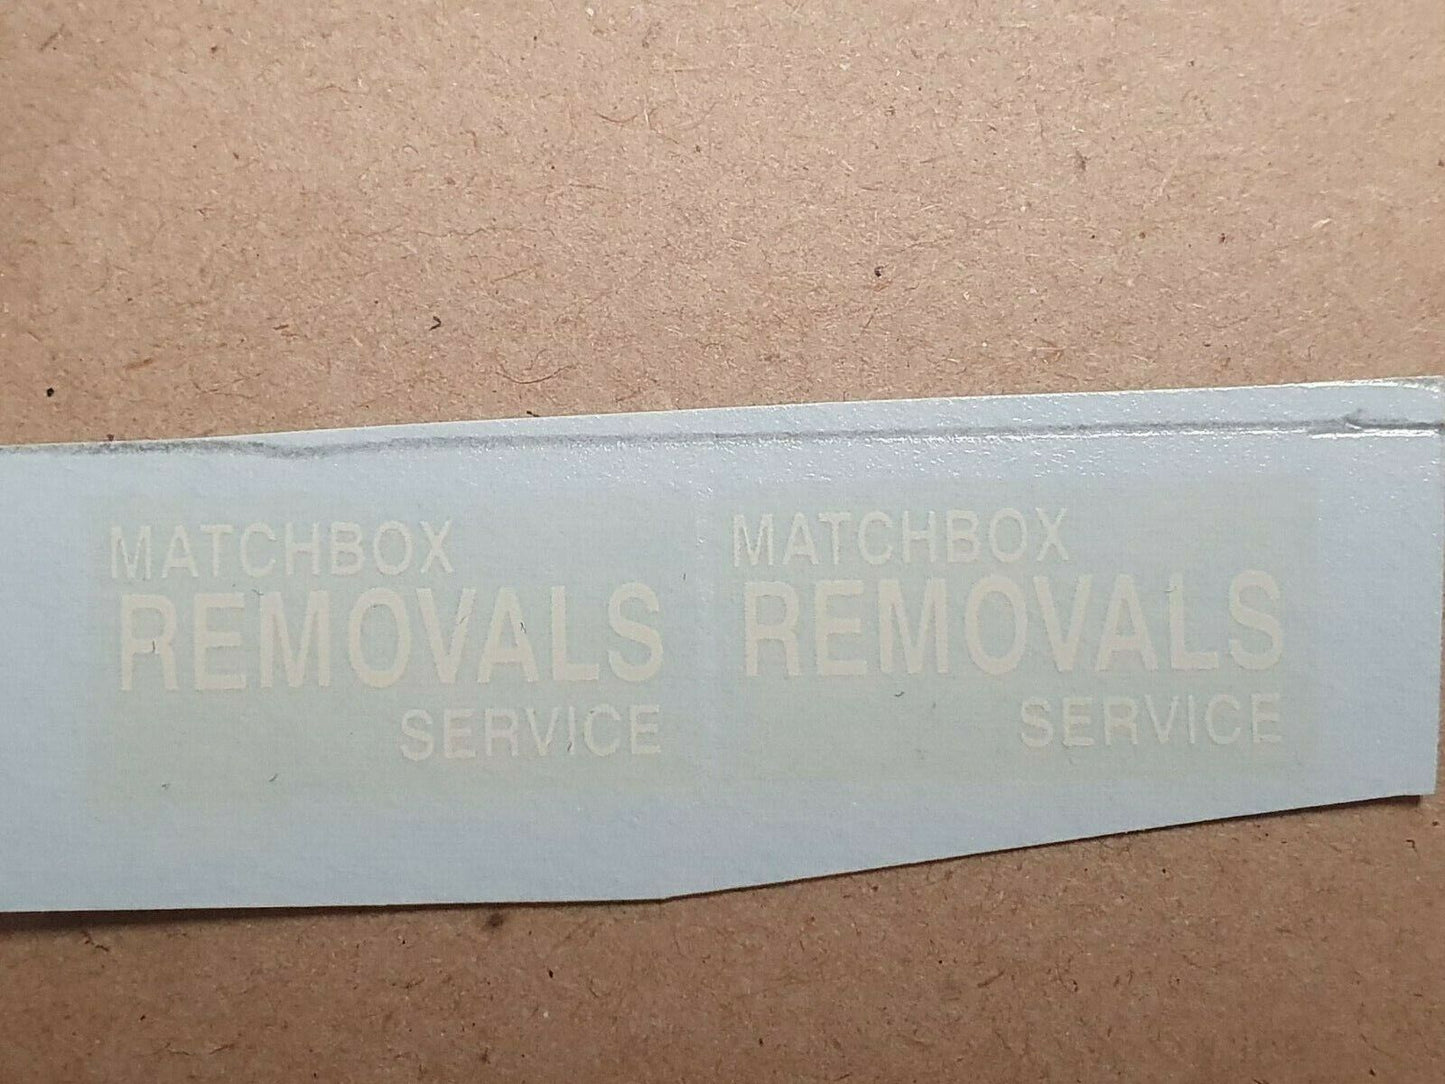 MATCHBOX
REMOVALS
SERVICE
MATCHBOX
REMOVALS
SERVICE